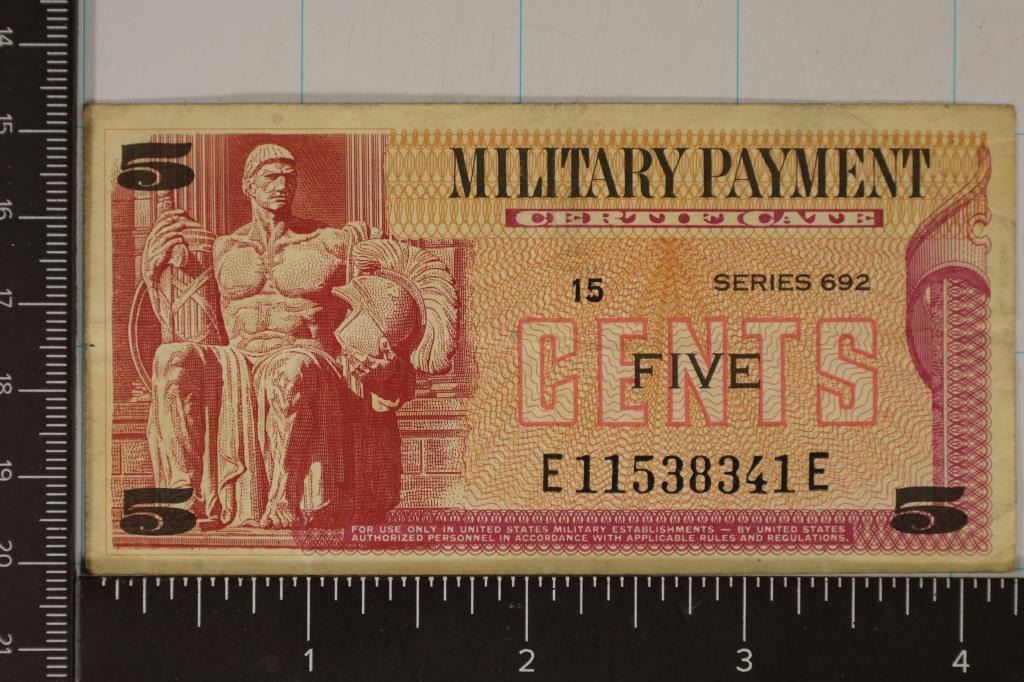 5
MILITARY PAYMENT
CERTIFICATE
15
SERIES 692
CENTS
FIVE
E11538341E
5
5
FOR USE ONLY IN UNITED STATES MILITARY ESTABLISHMENTS — BY UNITED STATES
AUTHORIZED PERSONNEL IN ACCORDANCE WITH APPLICABLE RULES AND REGULATIONS.
14
15
16
17
18
19
20
21
1 2 3 4